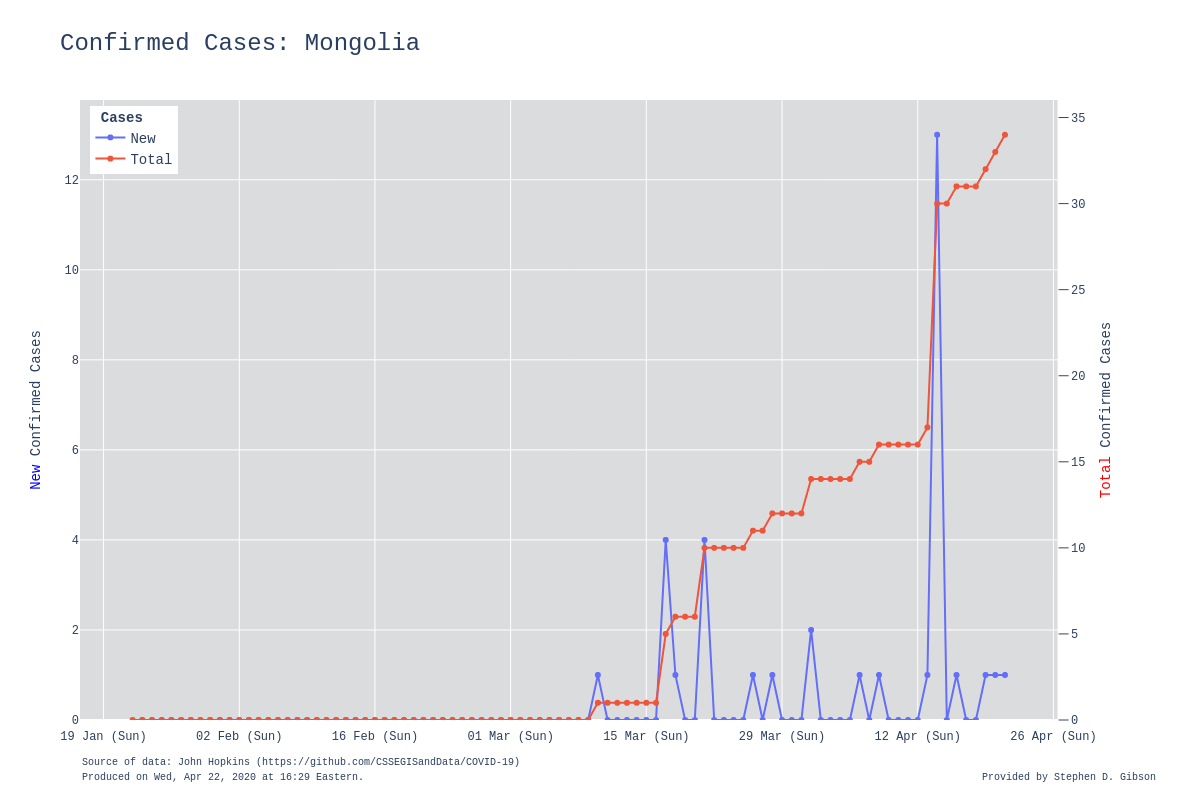 Confirmed Cases: Mongolia
Cases
New
Total
12
10
8
6
4
2
0
New Confirmed Cases
35
30
25
20
15
10
5
0
Total Confirmed Cases
19 Jan (Sun)
02 Feb (Sun)
16 Feb (Sun)
01 Mar (Sun)
15 Mar (Sun)
29 Mar (Sun)
12 Apr (Sun)
26 Apr (Sun)
Source of data: John Hopkins (https://github.com/CSSEGISandData/COVID-19)
Produced on Wed, Apr 22, 2020 at 16:29 Eastern.
Provided by Stephen D. Gibson